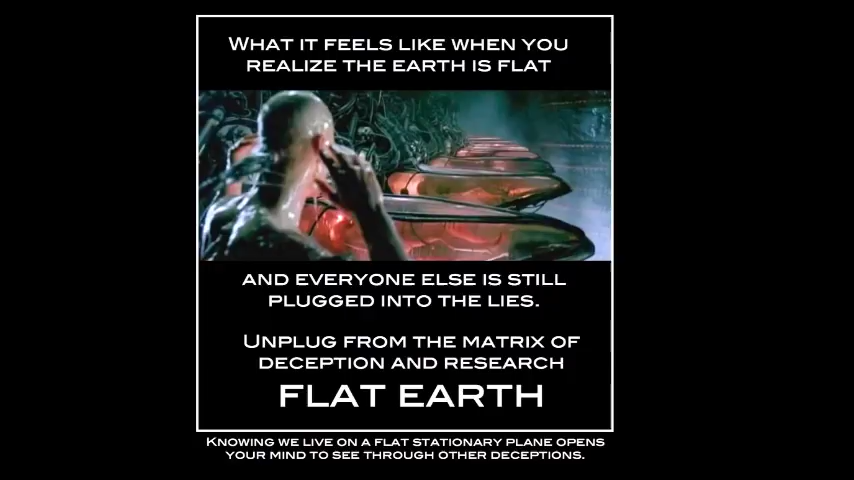 What it feels like when you
realize the earth is flat
and everyone else is still
plugged into the lies.
Unplug from the matrix of
deception and research
FLAT EARTH
Knowing we live on a flat stationary plane opens
your mind to see through other deceptions.